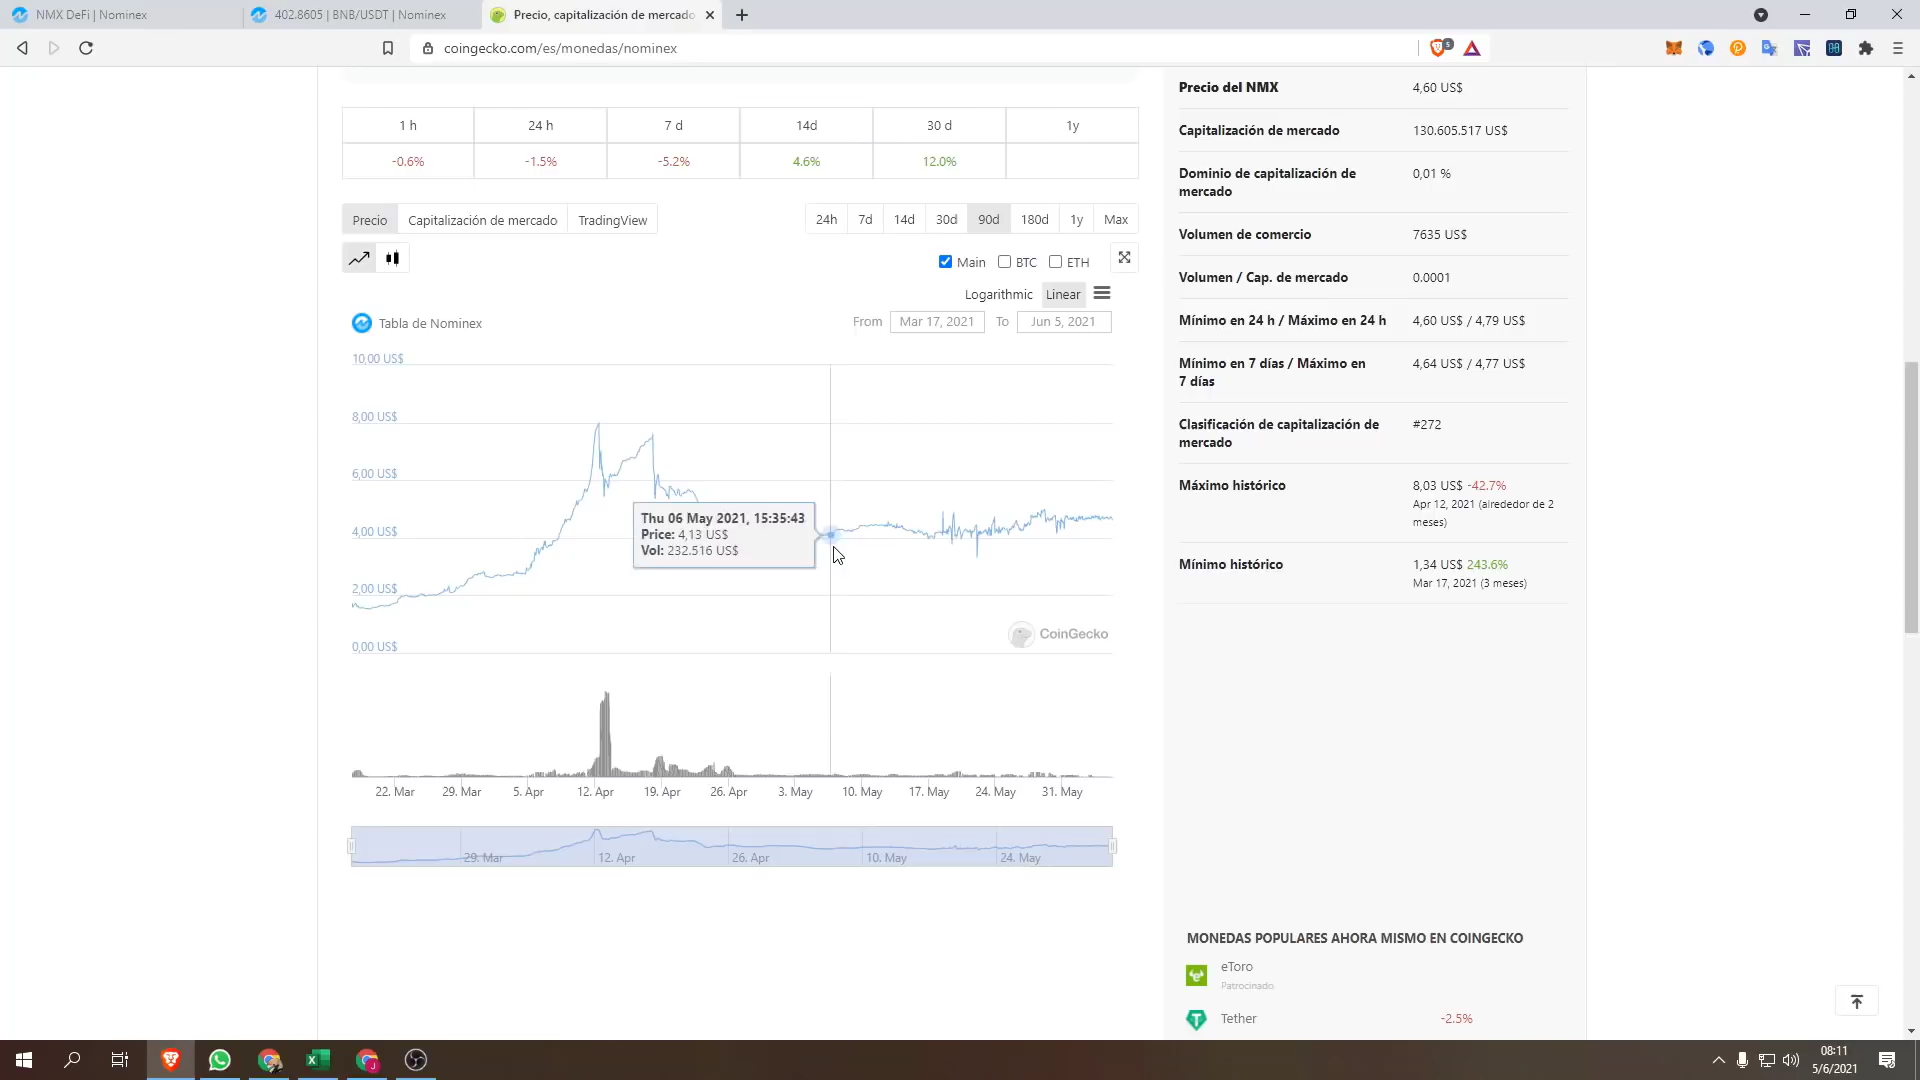 NMX DeFi | Nominex
402.8605 | BNB/USDT | Nominex
Precio, capitalización de mercado
coingecko.com/es/monedas/nominex
5
1 h 24 h 7 d 14d 30 d 1y
-0.6% -1.5% -5.2% 4.6% 12.0%
Precio Capitalización de mercado TradingView
24h 7d 14d 30d 90d 180d 1y Max
Main BTC ETH
Logarithmic Linear
Tabla de Nominex
From Mar 17, 2021 To Jun 5, 2021
10,00 US$
8,00 US$
6,00 US$
4,00 US$
2,00 US$
0,00 US$
Thu 06 May 2021, 15:35:43
Price: 4,13 US$
Vol: 232.516 US$
CoinGecko
22. Mar 29. Mar 5. Apr 12. Apr 19. Apr 26. Apr 3. May 10. May 17. May 24. May 31. May
29. Mar 12. Apr 26. Apr 10. May 24. May
Precio del NMX 4,60 US$
Capitalización de mercado 130.605.517 US$
Dominio de capitalización de 0,01 %
mercado
Volumen de comercio 7635 US$
Volumen / Cap. de mercado 0.0001
Mínimo en 24 h / Máximo en 24 h 4,60 US$ / 4,79 US$
Mínimo en 7 días / Máximo en 4,64 US$ / 4,77 US$
7 días
Clasificación de capitalización de #272
mercado
Máximo histórico 8,03 US$ -42.7%
Apr 12, 2021 (alrededor de 2
meses)
Mínimo histórico 1,34 US$ 243.6%
Mar 17, 2021 (3 meses)
MONEDAS POPULARES AHORA MISMO EN COINGECKO
eToro
Patrocinado
Tether -2.5%
08:11
5/6/2021